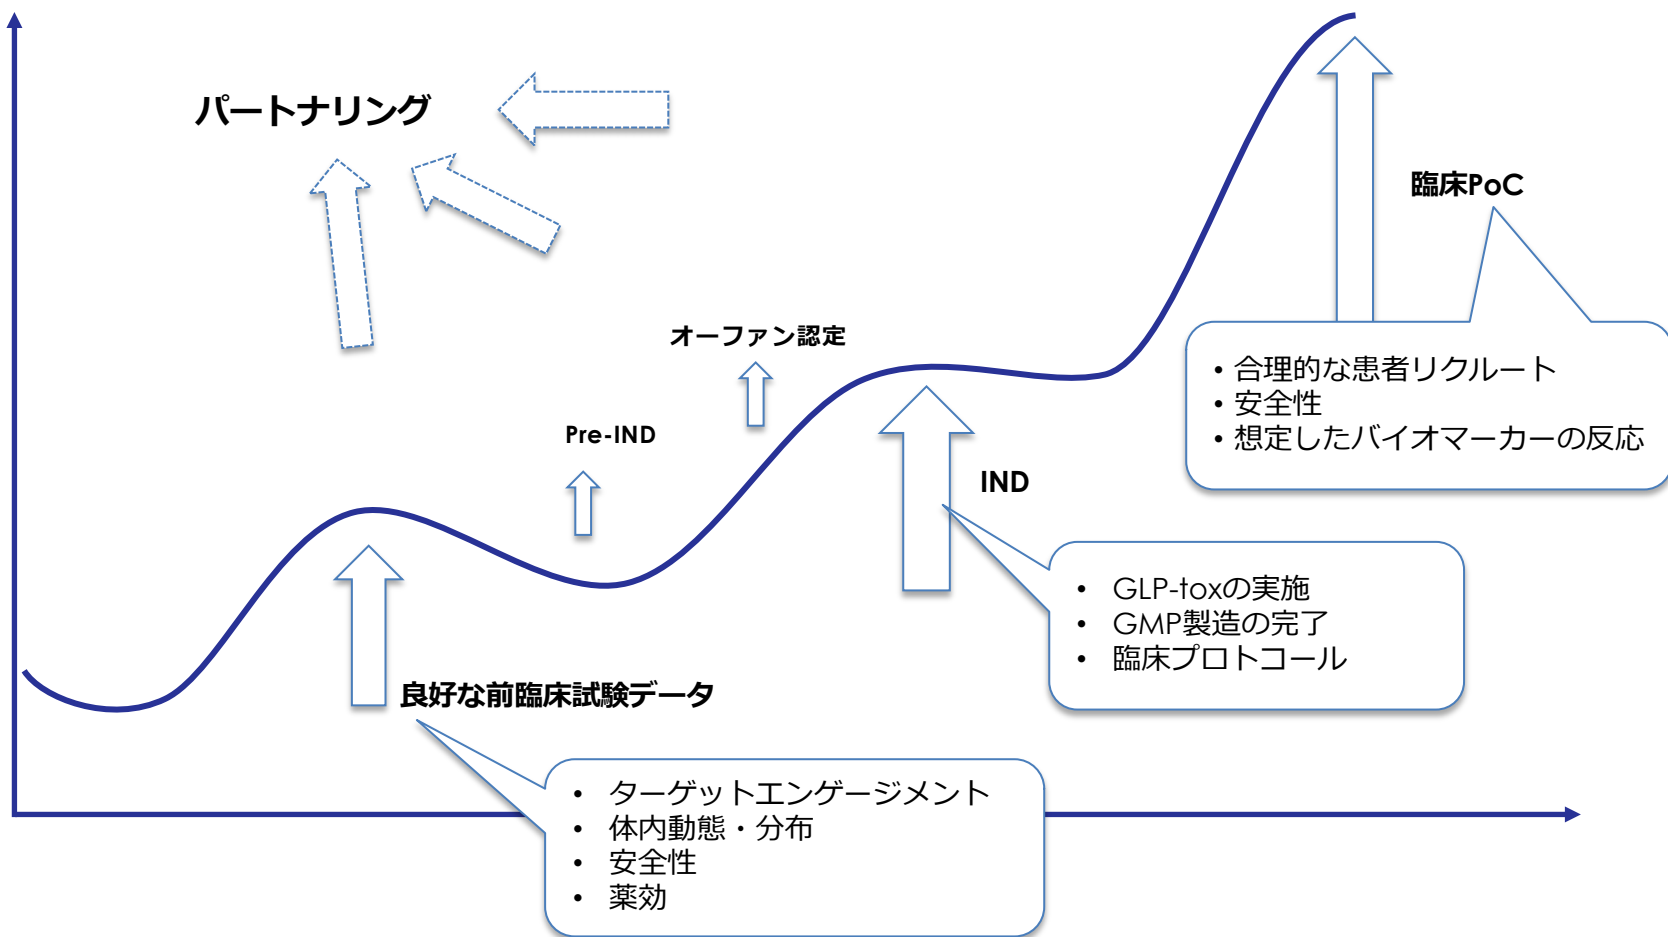 パートナリング
臨床PoC
オーファン認定
• 合理的な患者リクルート
• 安全性
• 想定したバイオマーカーの反応
Pre-IND
IND
• GLP-toxの実施
• GMP製造の完了
• 臨床プロトコール
良好な前臨床試験データ
• ターゲットエンゲージメント
• 体内動態・分布
• 安全性
• 薬効